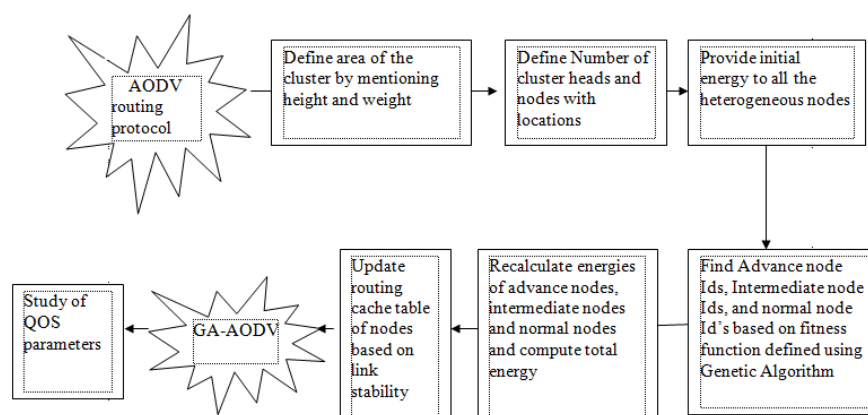 AODV
routing
protocol
Define area of the
cluster by mentioning
height and weight
Define Number of
cluster heads and
nodes with
locations
Provide initial
energy to all the
heterogeneous nodes
Find Advance node
Ids, Intermediate node
Ids, and normal node
Id's based on fitness
function defined using
Genetic Algorithm
Recalculate energies
of advance nodes,
intermediate nodes
and normal nodes
and compute total
energy
Update
routing
cache table
of nodes
based on
link
stability
GA-AODV
Study of
QOS
parameters